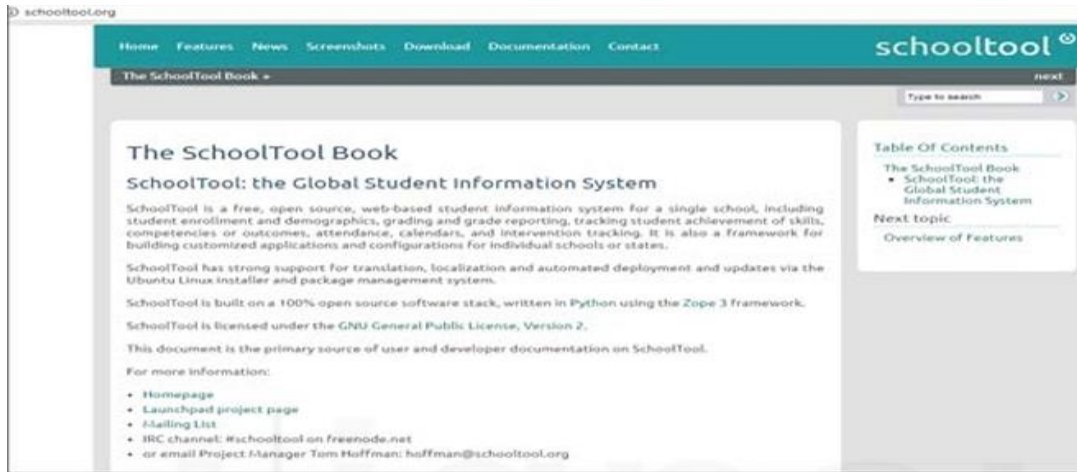 schooltool.org
Home Features News Screenshots Download Documentation Contact
schooltool
The SchoolTool Book »
next
Type to search
The SchoolTool Book
SchoolTool: the Global Student Information System
SchoolTool is a free, open source, web-based student information system for a single school, including
student enrollment and demographics, grading and grade reporting, tracking student achievement of skills,
competencies or outcomes, attendance, calendars, and intervention tracking. It is also a framework for
building customized applications and configurations for individual schools or states.
SchoolTool has strong support for translation, localization and automated deployment and updates via the
Ubuntu Linux installer and package management system.
SchoolTool is built on a 100% open source software stack, written in Python using the Zope 3 framework.
SchoolTool is licensed under the GNU General Public License, Version 2.
This document is the primary source of user and developer documentation on SchoolTool.
For more information:
• Homepage
• Launchpad project page
• Mailing List
• IRC channel: #schooltool on freenode.net
• or email Project Manager Tom Hoffman: hoffman@schooltool.org
Table Of Contents
The SchoolTool Book
• SchoolTool: the
Global Student
Information System
Next topic
Overview of Features